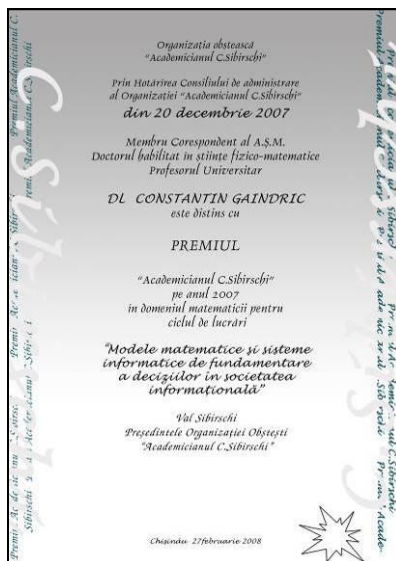 Organizația obștească
"Academicianul C.Sibirschi"
Prin Hotărîrea Consiliului de administrare
al Organizației "Academicianul C.Sibirschi"
din 20 decembrie 2007
Membru Corespondent al A.Ș.M.
Doctorul habilitat în științe fizico-matematice
Profesorul Universitar
DL CONSTANTIN GAINDRIC
este distins cu
PREMIUL
"Academicianul C.Sibirschi"
pe anul 2007
in domeniul matematicii pentru
ciclul de lucrări
"Modele matematice și sisteme
informatice de fundamentare
a deciziilor în societatea
informațională"
Val Sibirschi
Președintele Organizației Obștești
"Academicianul C.Sibirschi"
Chișinău 27februarie 2008